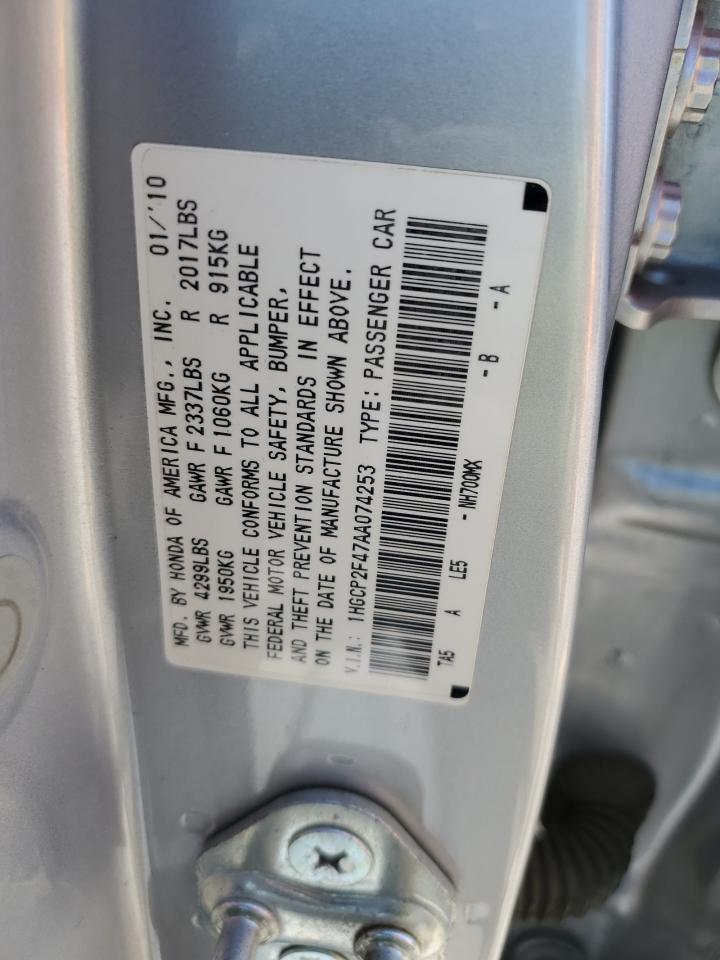 MFD. BY HONDA OF AMERICA MFG., INC. 01/'10
GVWR 4299LBS GAWR F 2337LBS R 2017LBS
GVWR 1950KG GAWR F 1060KG R 915KG
THIS VEHICLE CONFORMS TO ALL APPLICABLE
FEDERAL MOTOR VEHICLE SAFETY, BUMPER,
AND THEFT PREVENTION STANDARDS IN EFFECT
ON THE DATE OF MANUFACTURE SHOWN ABOVE.
V.I.N.: 1HGCP2F47AA074253 TYPE: PASSENGER CAR
TA5 A LE5 - NH700MX - B - A